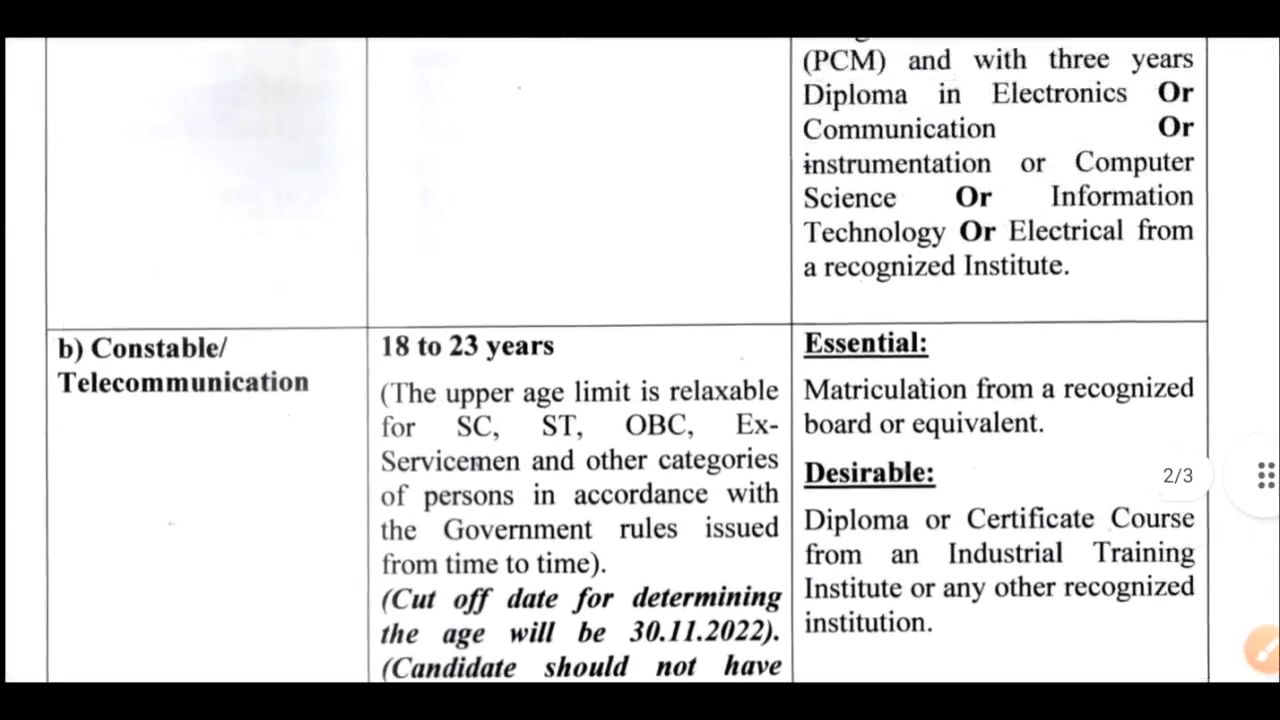 (PCM) and with three years
Diploma in Electronics Or
Communication Or
instrumentation or Computer
Science Or Information
Technology Or Electrical from
a recognized Institute.
b) Constable/
Telecommunication
18 to 23 years
(The upper age limit is relaxable
for SC, ST, OBC, Ex-
Servicemen and other categories
of persons in accordance with
the Government rules issued
from time to time).
(Cut off date for determining
the age will be 30.11.2022).
(Candidate should not have
Essential:
Matriculation from a recognized
board or equivalent.
Desirable:
Diploma or Certificate Course
from an Industrial Training
Institute or any other recognized
institution.
2/3